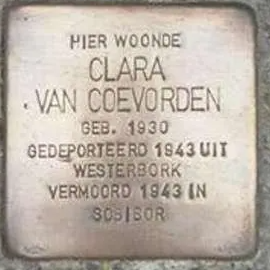 HIER WOONDE
CLARA
VAN COEVORDEN
GEB. 1930
GEDEPORTEERD 1943 UIT
WESTERBORK
VERMOORD 1943 IN
SOBIBOR